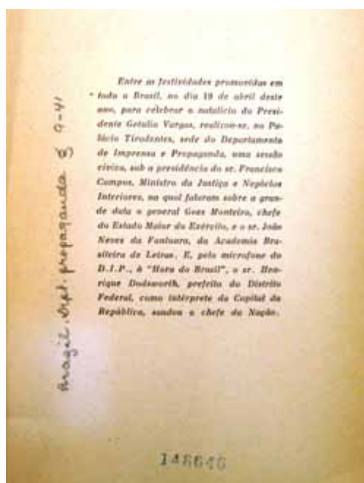 Entre as festividades promovidas em
todo o Brasil, no dia 19 de abril deste
ano, para celebrar o natalício do Presi-
dente Getulio Vargas, realizou-se, no Pa-
lácio Tiradentes, sede do Departamento
de Imprensa e Propaganda, uma sessão
cívica, sob a presidência do sr. Francisco
Campos, Ministro da Justiça e Negócios
Interiores, na qual falaram sobre a gran-
de data o general Goes Monteiro, chefe
do Estado Maior do Exército, e o sr. João
Neves da Fontoura, da Academia Bra-
sileira de Letras. E, pelo microfone do
D.I.P., à "Hora do Brasil", o sr. Hen-
rique Dodsworth, prefeito do Distrito
Federal, como intérprete da Capital da
República, saudou o chefe da Nação.
Brazil. Dept. propaganda 9-41
148646